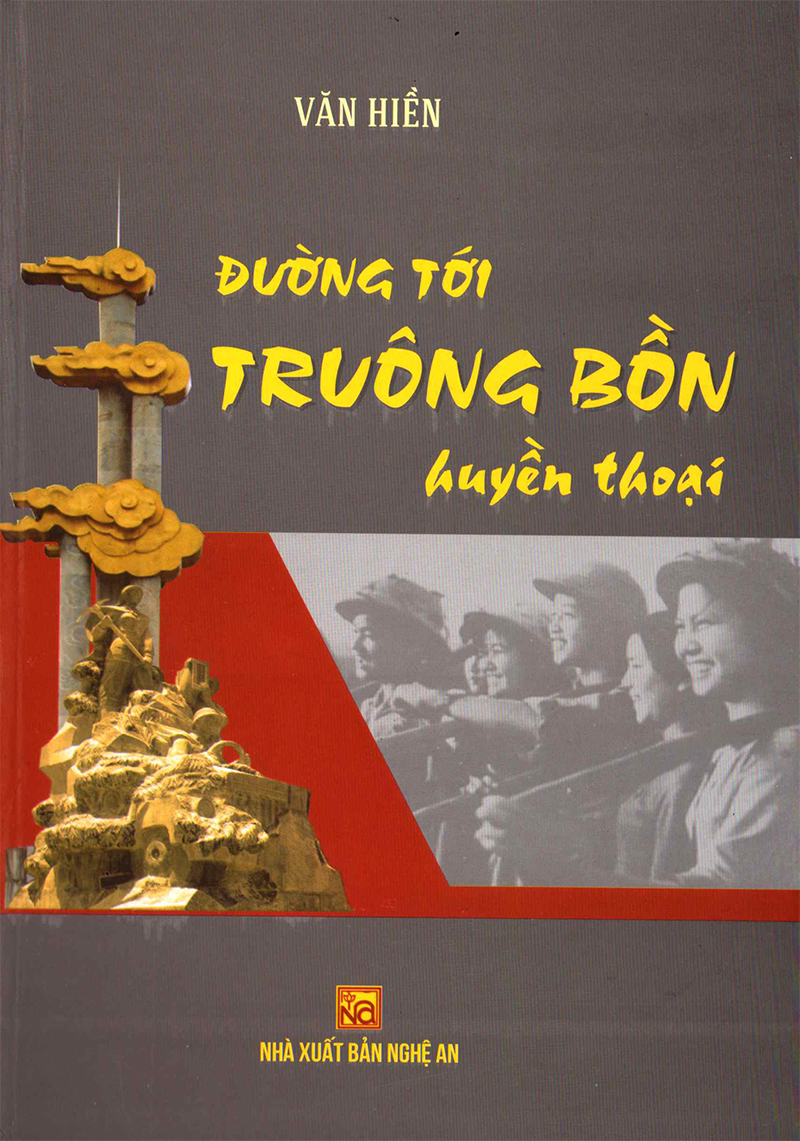 VĂN HIỀN
ĐƯỜNG TỚI
TRUÔNG BỒN
huyền thoại
Na
NHÀ XUẤT BẢN NGHỆ AN